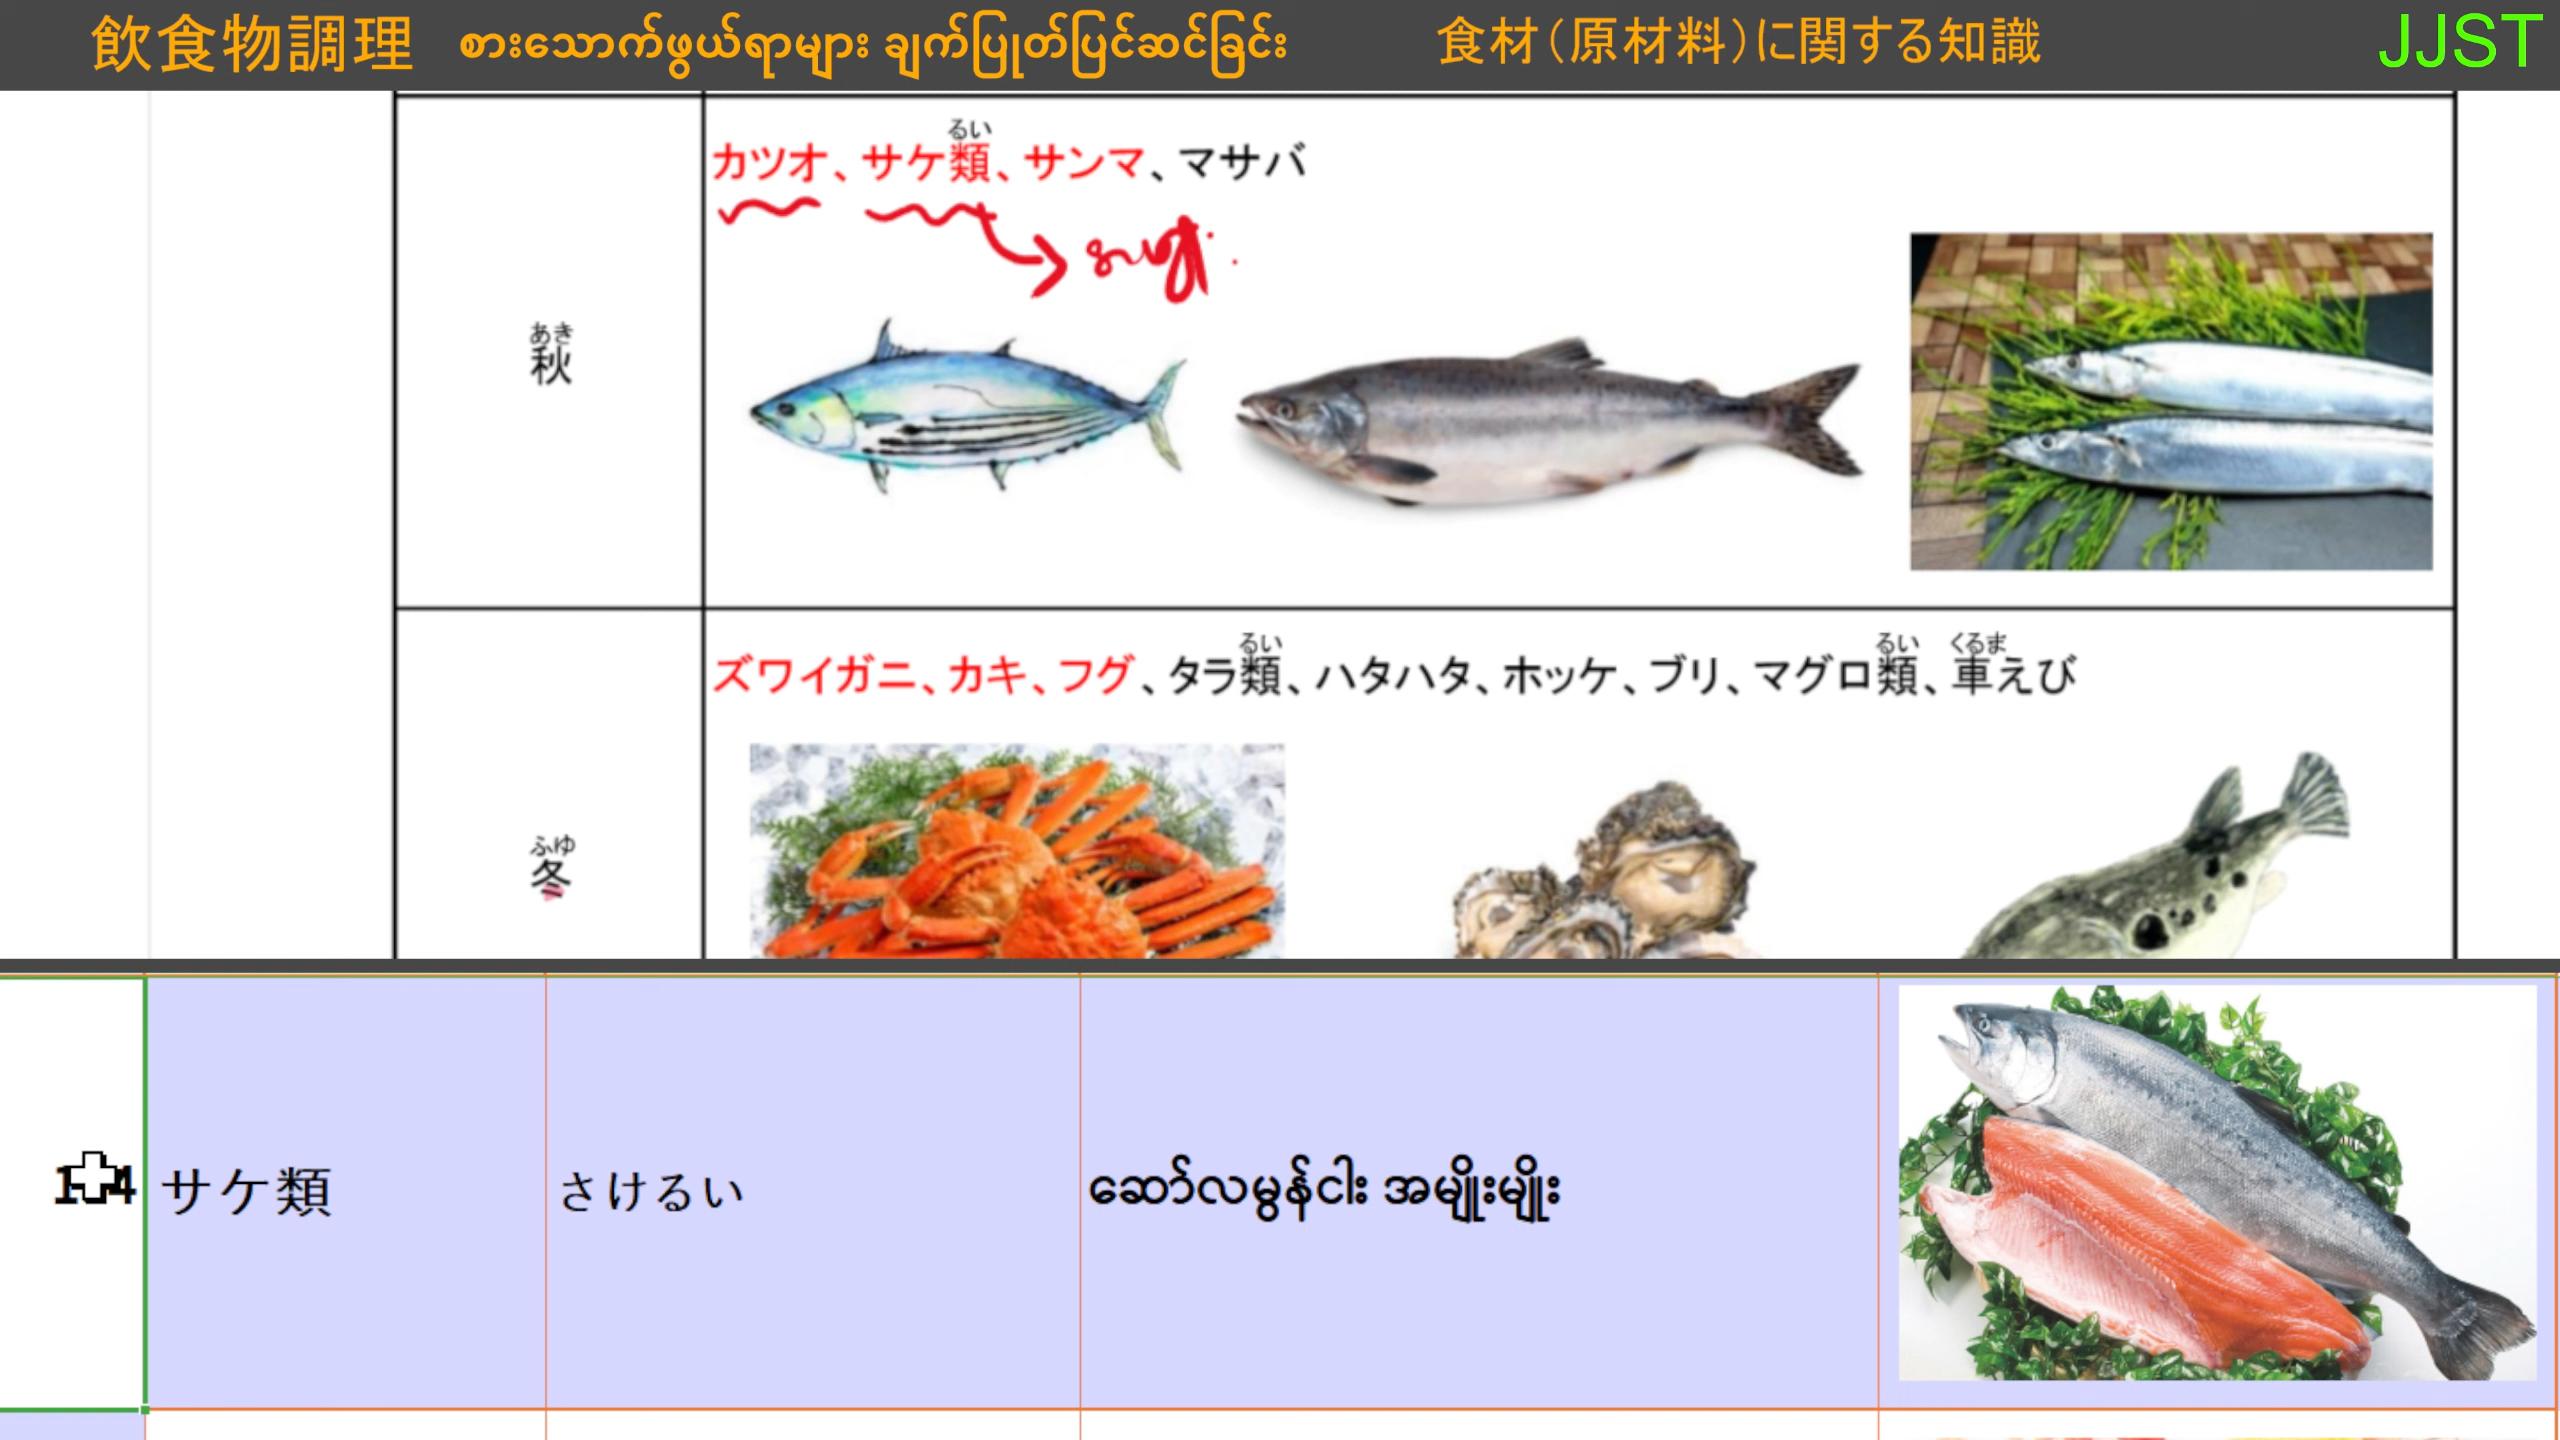 飲食物調理 စားသောက်ဖွယ်ရာများ ချက်ပြုတ်ပြင်ဆင်ခြင်း 食材（原材料）に関する知識 JJST
るい
カツオ、サケ類、サンマ、マサバ
あき
秋
るい るい くるま
ズワイガニ、カキ、フグ、タラ類、ハタハタ、ホッケ、ブリ、マグロ類、車えび
ふゆ
冬
サケ類 さけるい ဆော်လမွန်ငါး အမျိုးမျိုး